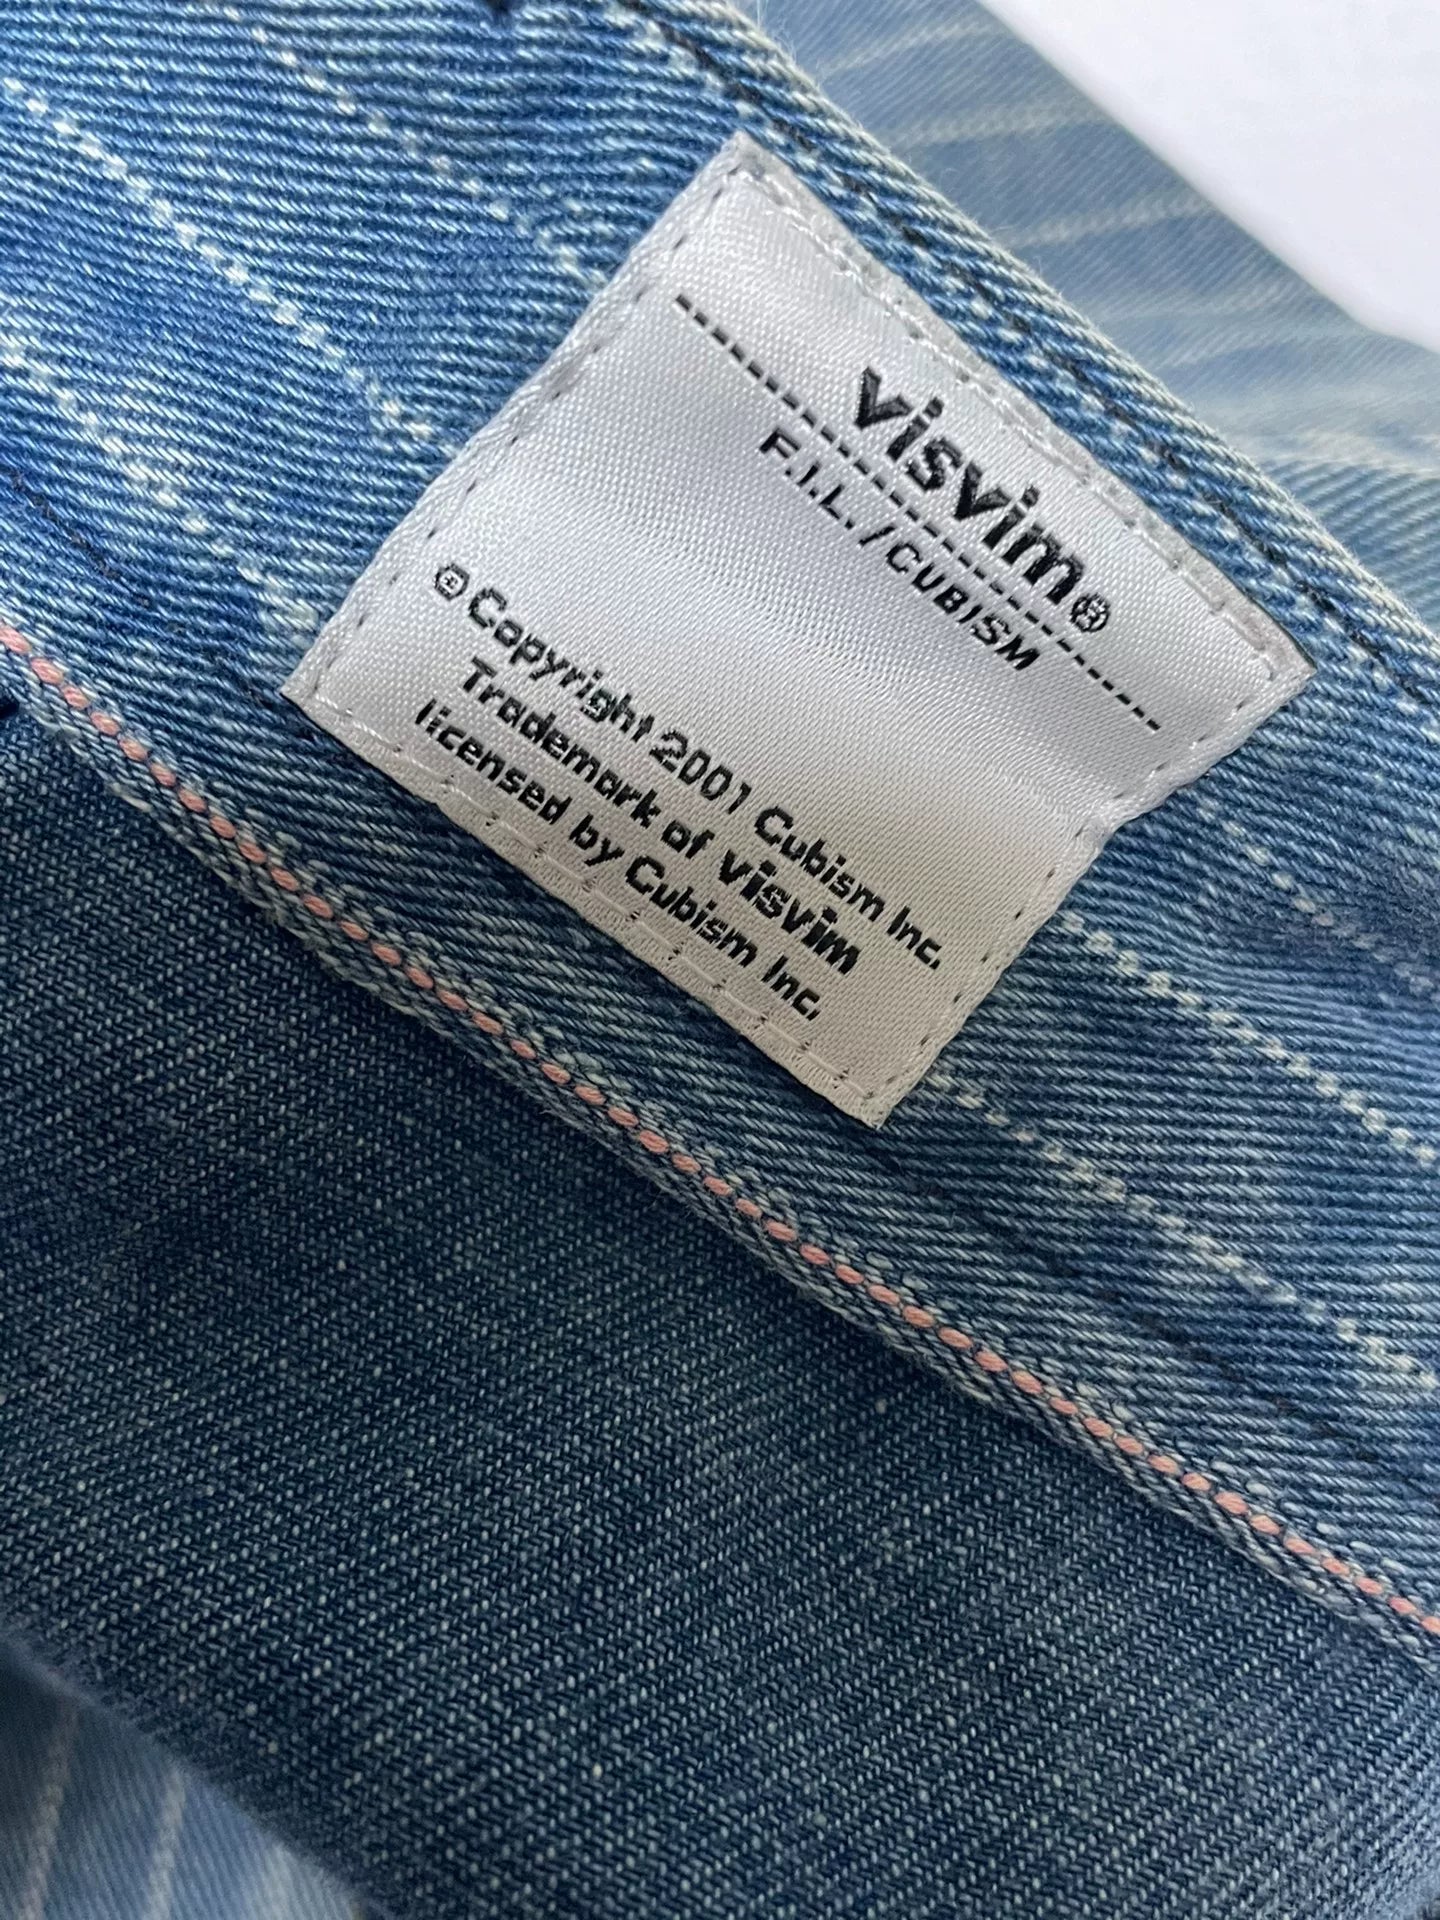 visvim®
F.I.L. / CUBISM
© Copyright 2001 Cubism Inc.
Trademark of visvim
licensed by Cubism Inc.